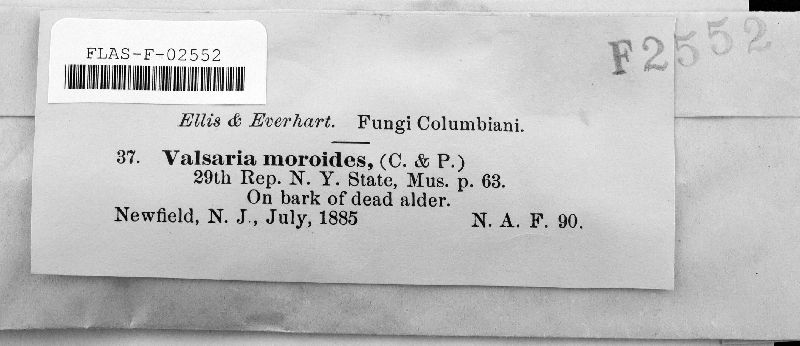 FLAS-F-02552
F2552
Ellis & Everhart. Fungi Columbiani.
37. Valsaria moroides, (C. & P.)
29th Rep. N. Y. State, Mus. p. 63.
On bark of dead alder.
Newfield, N. J., July, 1885 N. A. F. 90.